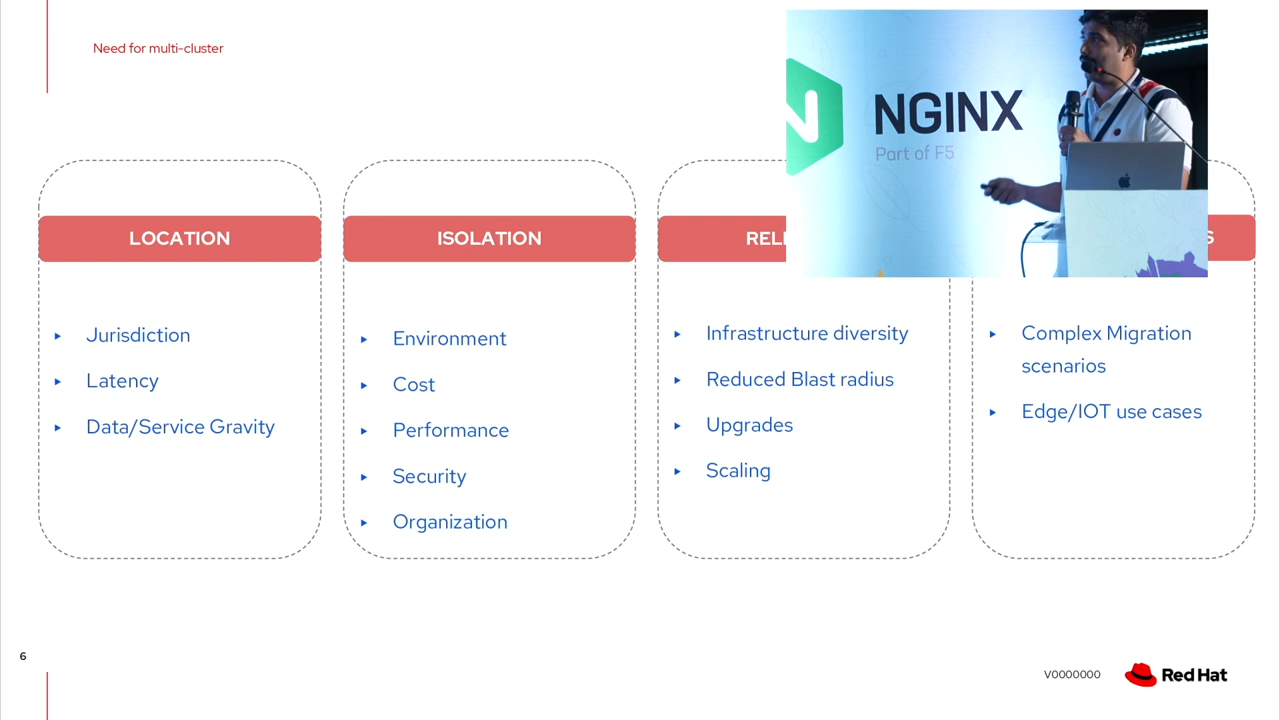 Need for multi-cluster
NGINX
Part of F5
LOCATION
Jurisdiction
Latency
Data/Service Gravity
ISOLATION
Environment
Cost
Performance
Security
Organization
Infrastructure diversity
Reduced Blast radius
Upgrades
Scaling
Complex Migration
scenarios
Edge/IOT use cases
6
V0000000
Red Hat